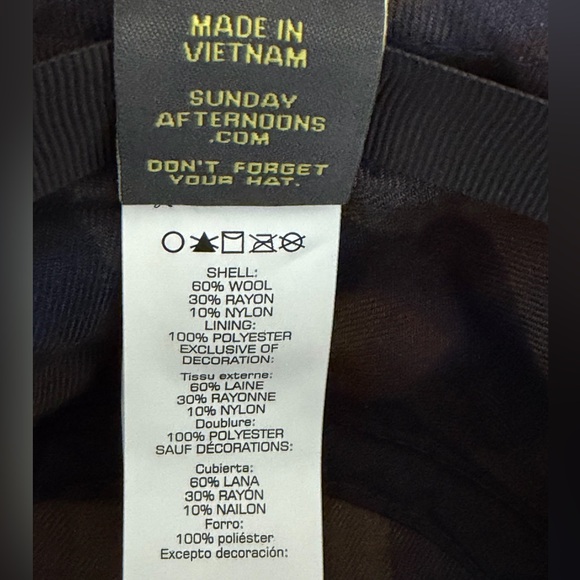 MADE IN
VIETNAM
SUNDAY
AFTERNOONS
.COM
DON'T FORGET
YOUR HAT.
SHELL:
60% WOOL
30% RAYON
10% NYLON
LINING:
100% POLYESTER
EXCLUSIVE OF
DECORATION:
Tissu externe:
60% LAINE
30% RAYONNE
10% NYLON
Doublure:
100% POLYESTER
SAUF DÉCORATIONS:
Cubierta:
60% LANA
30% RAYÓN
10% NAILON
Forro:
100% poliéster
Excepto decoración: